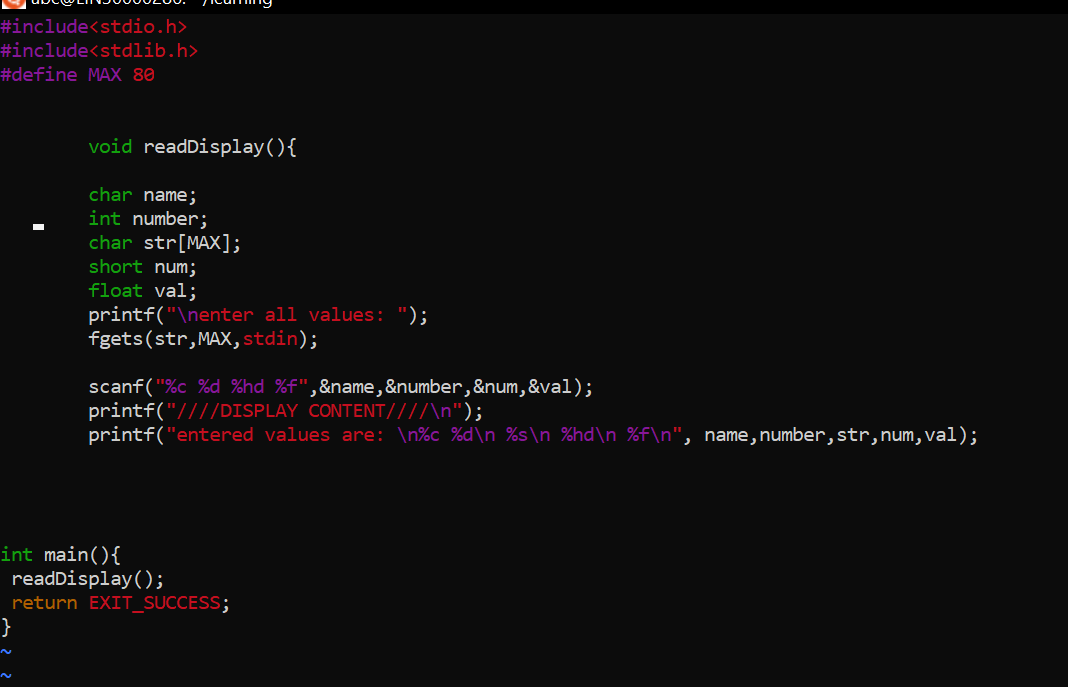 #include<stdio.h>
#include<stdlib.h>
#define MAX 80
void readDisplay(){
char name;
int number;
char str[MAX];
short num;
float val;
printf("\nenter all values: ");
fgets(str,MAX,stdin);
scanf("%c %d %hd %f",&name,&number,&num,&val);
printf("////DISPLAY CONTENT////\n");
printf("entered values are: \n%c %d\n %s\n %hd\n %f\n", name,number,str,num,val);
int main(){
readDisplay();
return EXIT_SUCCESS;
}
~
~